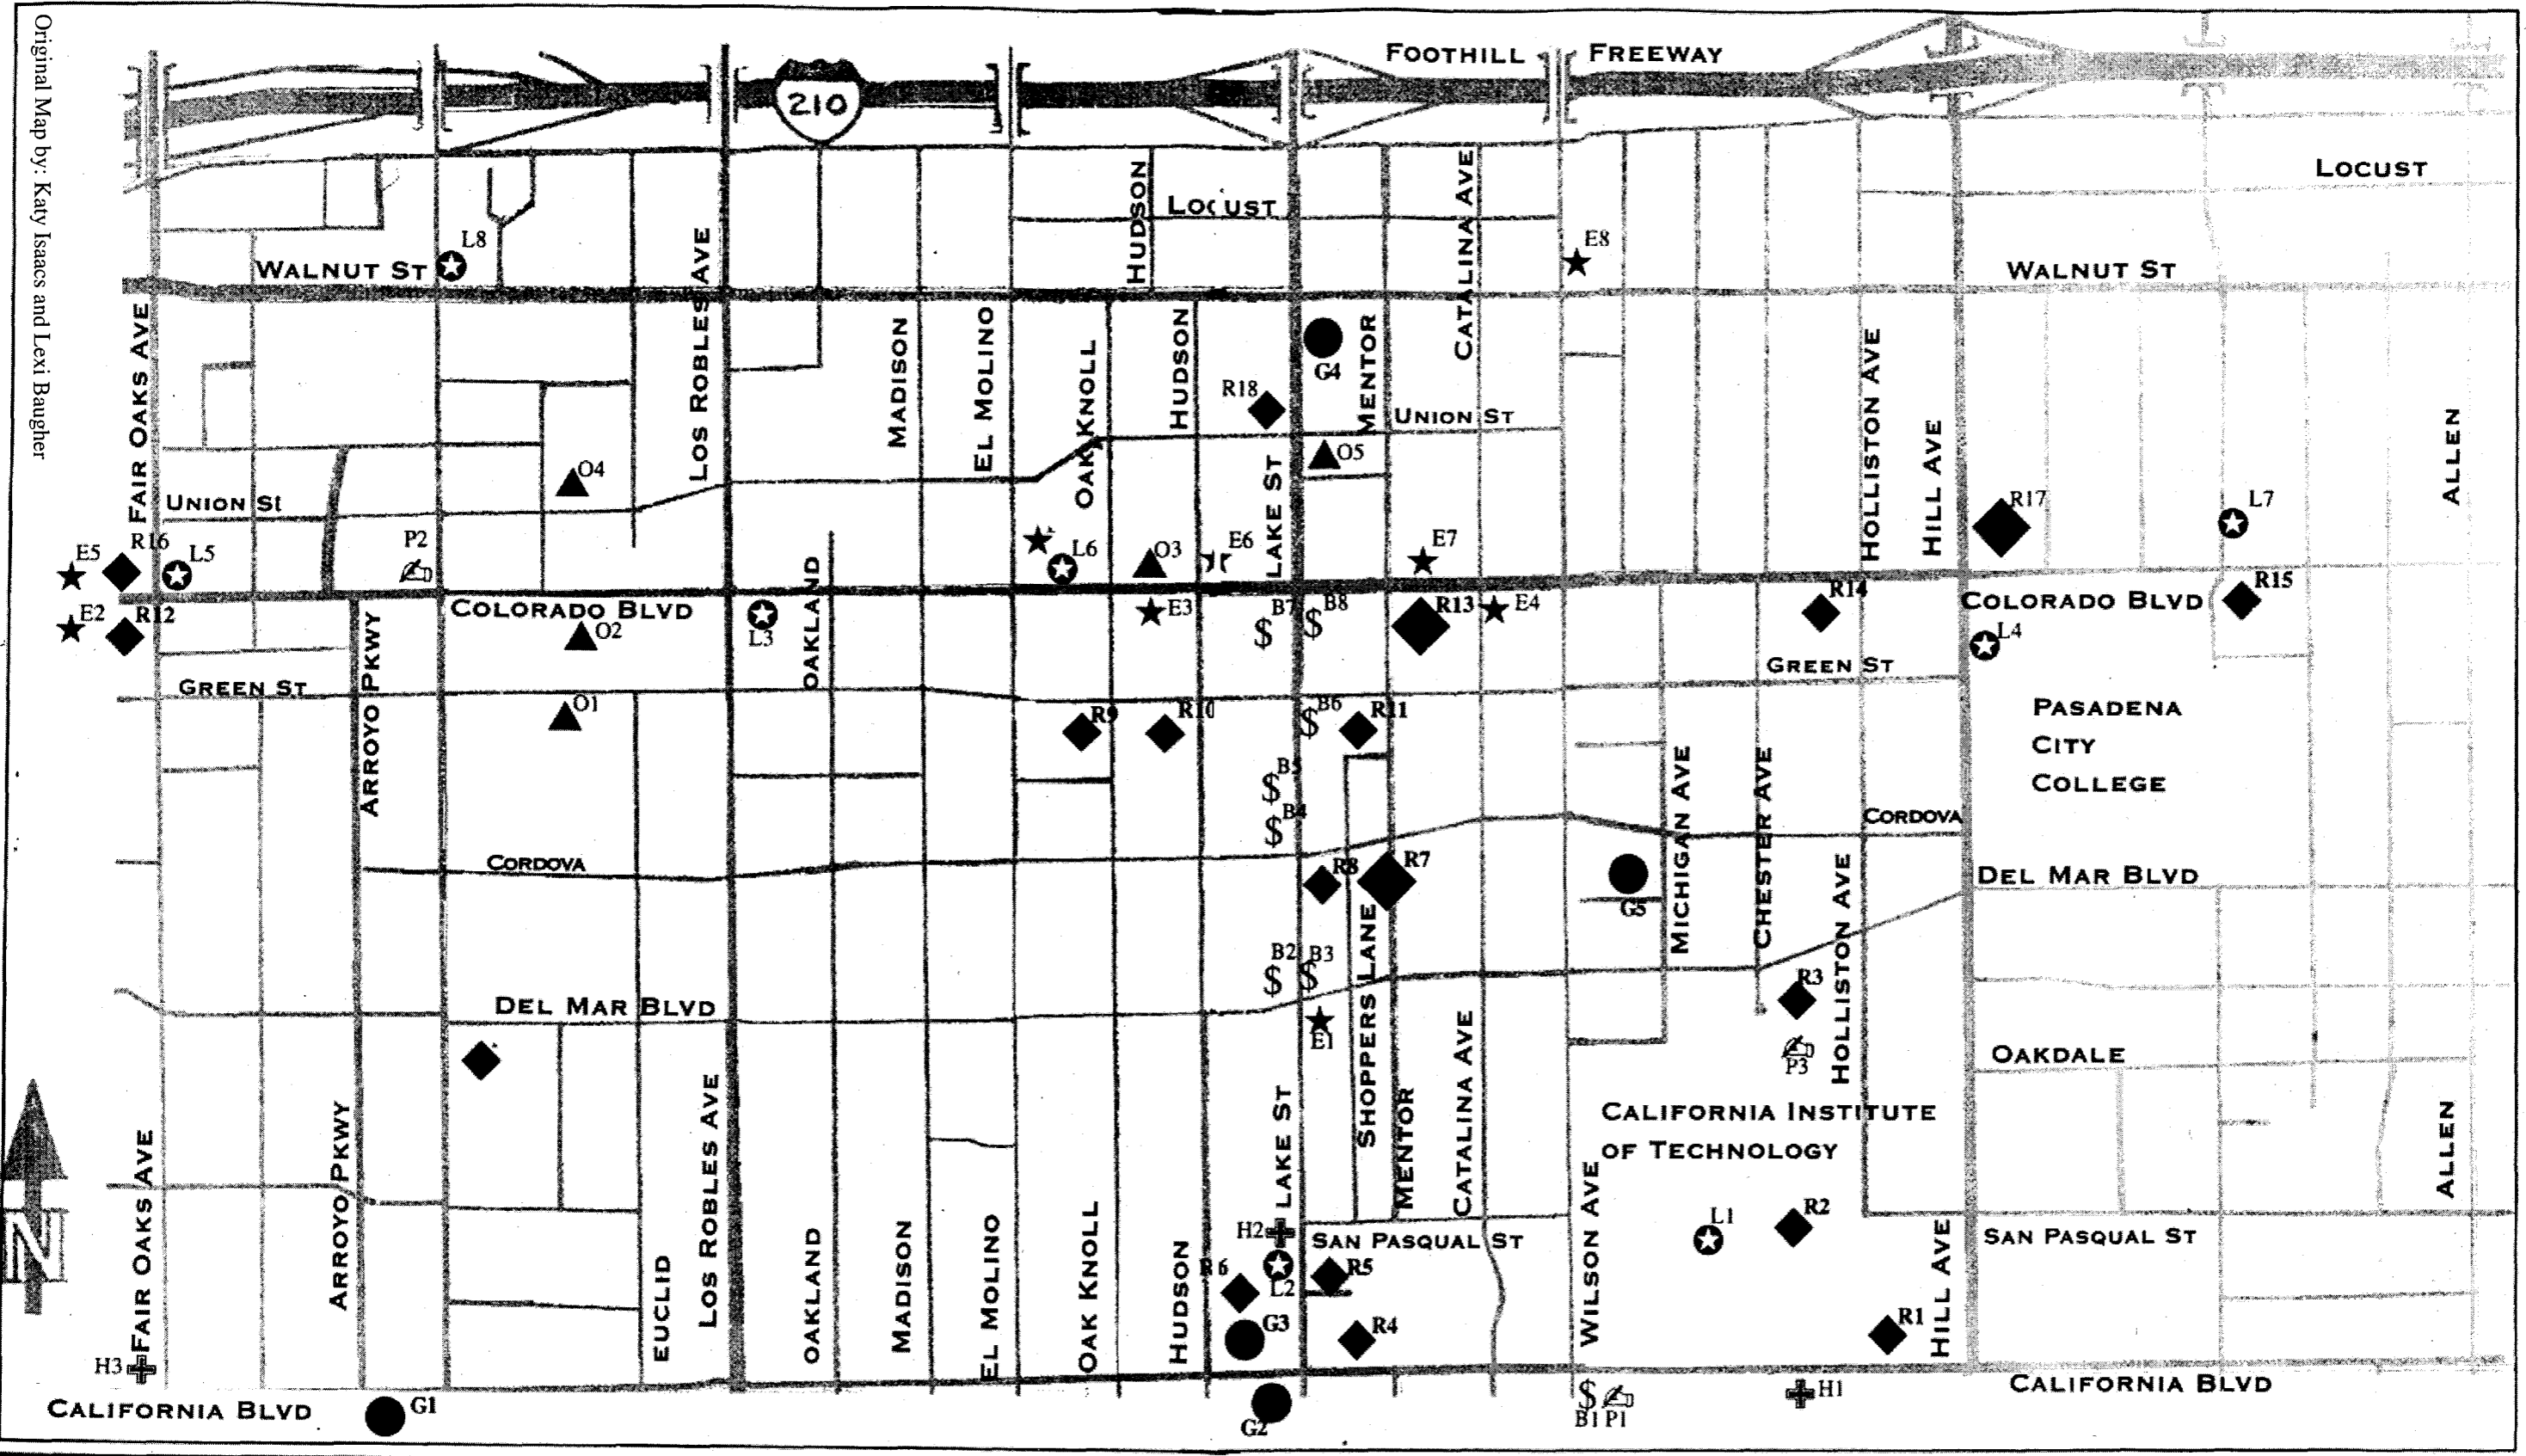 Original Map by: Katy Isaacs and Lexi Baugher
FOOTHILL FREEWAY
210
LOCUST
HUDSON
LOCUST
CATALINA AVE
L8
E8
WALNUT ST
LOS ROBLES AVE
WALNUT ST
FAIR OAKS AVE
MADISON
EL MOLINO
OAKKNOLL
HUDSON
G4
MENTOR
R18
UNION ST
HOLLISTON AVE
HILL AVE
ALLEN
O4
O5
LAKE ST
UNION St
R17
L7
P2
R16
E5
L5
L6
O3
E6
E7
R14
R15
E2
R12
COLORADO BLVD
O2
L3
OAKLAND
E3
B7
B8
R13
E4
COLORADO BLVD
L4
GREEN ST
GREEN ST
ARROYO PKWY
O1
R9
R10
B6
R11
PASADENA
CITY
COLLEGE
B5
B4
MICHIGAN AVE
CHESTER AVE
CORDOVA
CORDOVA
R8
R7
G5
DEL MAR BLVD
HOLLISTON AVE
SHOPPERS LANE
B2
B3
R3
DEL MAR BLVD
E1
P3
OAKDALE
N
FAIR OAKS AVE
ARROYO PKWY
LOS ROBLES AVE
LAKE ST
MENTOR
CATALINA AVE
CALIFORNIA INSTITUTE
OF TECHNOLOGY
ALLEN
EUCLID
OAKLAND
MADISON
EL MOLINO
OAK KNOLL
HUDSON
H2
SAN PASQUAL ST
WILSON AVE
L1
R2
SAN PASQUAL ST
R6
L2
R5
HILL AVE
G3
R4
R1
H3
CALIFORNIA BLVD
G1
G2
B1 P1
H1
CALIFORNIA BLVD